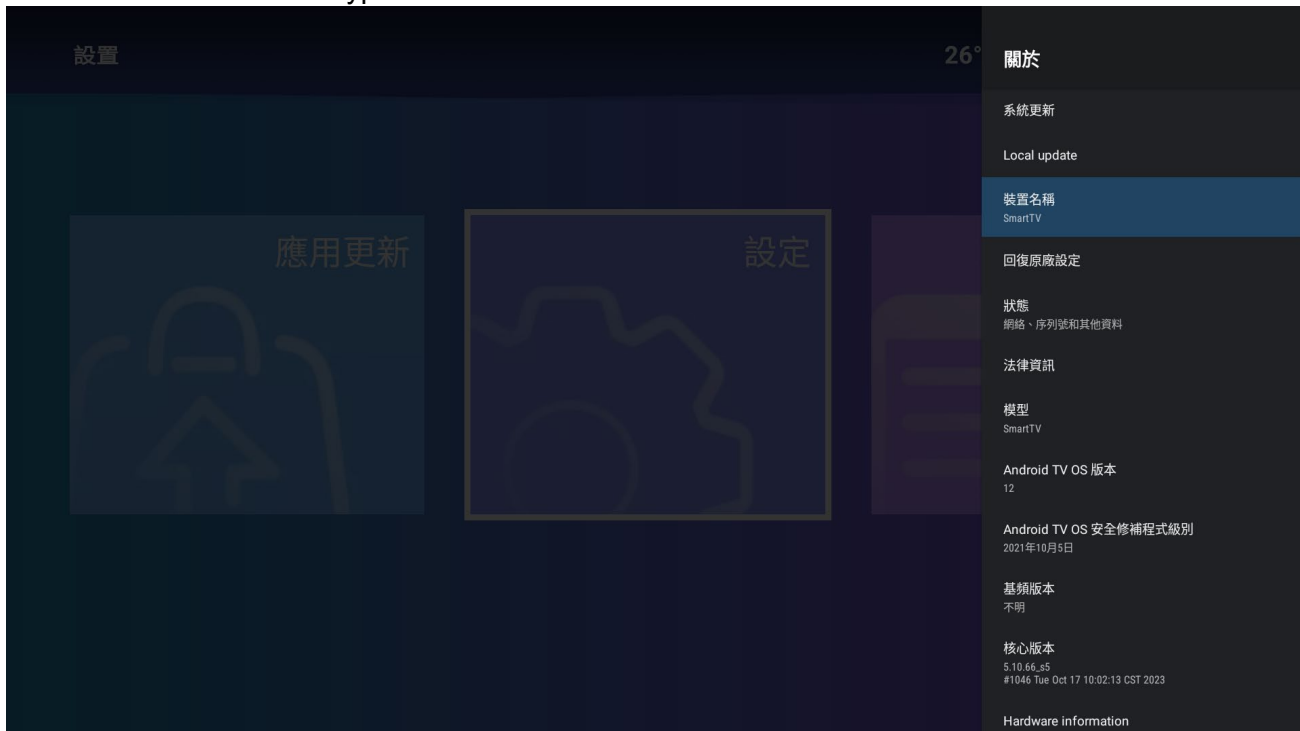 設置
26°
應用更新
設定
關於
系統更新
Local update
裝置名稱
SmartTV
回復原廠設定
狀態
網絡、序列號和其他資料
法律資訊
模型
SmartTV
Android TV OS 版本
12
Android TV OS 安全修補程式級別
2021年10月5日
基頻版本
不明
核心版本
5.10.66_s5
#1046 Tue Oct 17 10:02:13 CST 2023
Hardware information